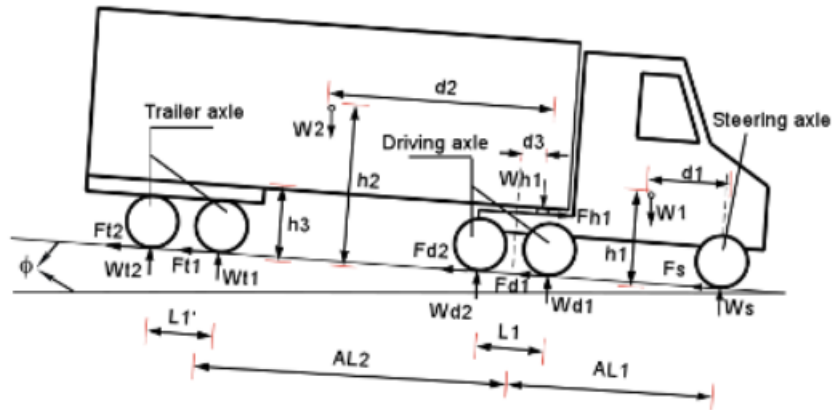 d2
Trailer axle
Steering axle
W2
Driving axle
d3
h2
Wh1
d1
W1
Fh1
h3
h1
Ft2
Fd2
Fs
Ft1
ϕ
Wt2
Wt1
Fd1
Wd2
Wd1
Ws
L1'
L1
AL2
AL1